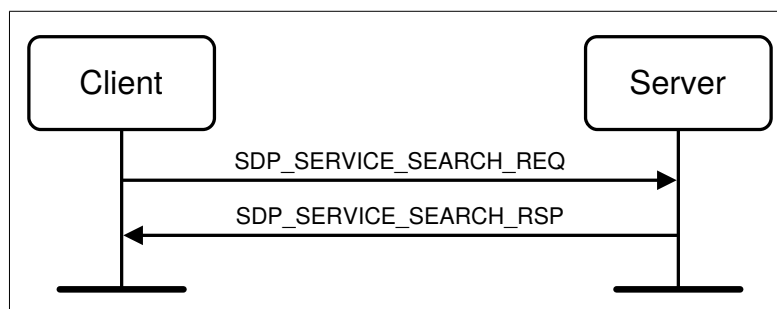 Client
Server
SDP_SERVICE_SEARCH_REQ
SDP_SERVICE_SEARCH_RSP